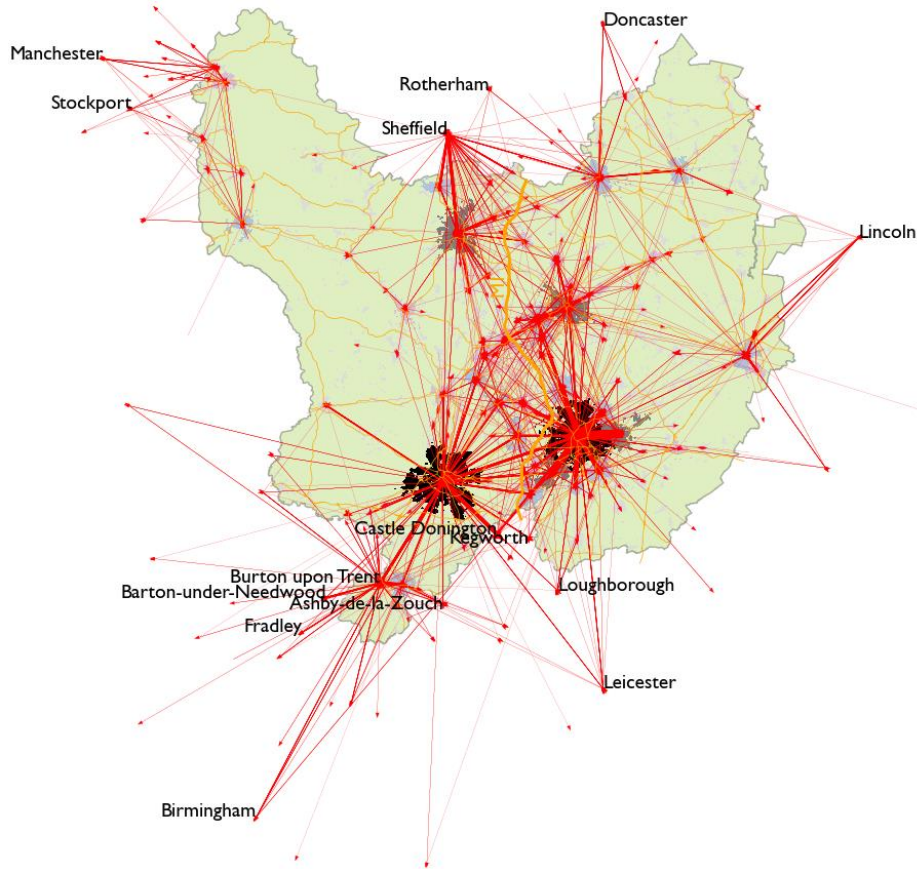 Doncaster
Manchester
Rotherham
Stockport
Sheffield
Lincoln
Castle Donington
Kegworth
Burton upon Trent
Barton-under-Needwood
Ashby-de-la-Zouch
Loughborough
Fradley
Leicester
Birmingham